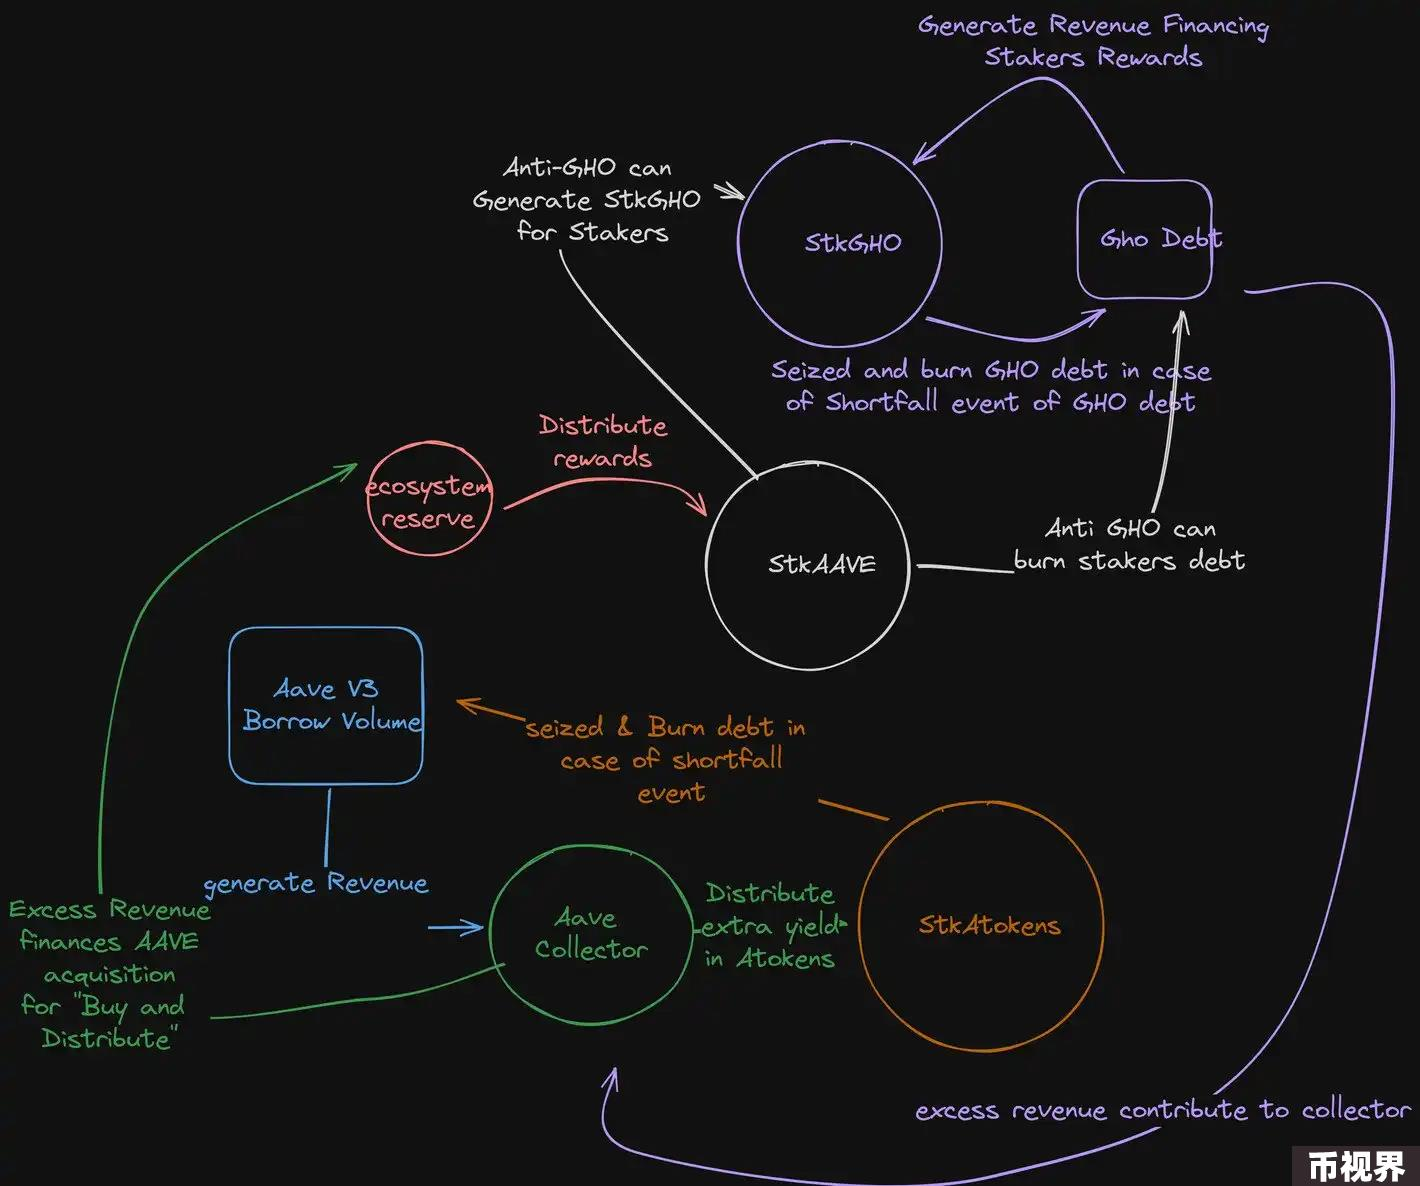 Generate Revenue Financing
Stakers Rewards
Anti-GHO can
Generate StkGHO
for Stakers
StkGHO
Gho Debt
Seized and burn GHO debt in case
of Shortfall event of GHO debt
Distribute
rewards
ecosystem
reserve
StkAAVE
Anti GHO can
burn stakers debt
Aave V3
Borrow Volume
seized & Burn debt in
case of shortfall
event
generate Revenue
Excess Revenue
finances AAVE
acquisition
for "Buy and
Distribute"
Aave
Collector
Distribute
extra yield
in Atokens
StkAtokens
excess revenue contribute to collector
币视界